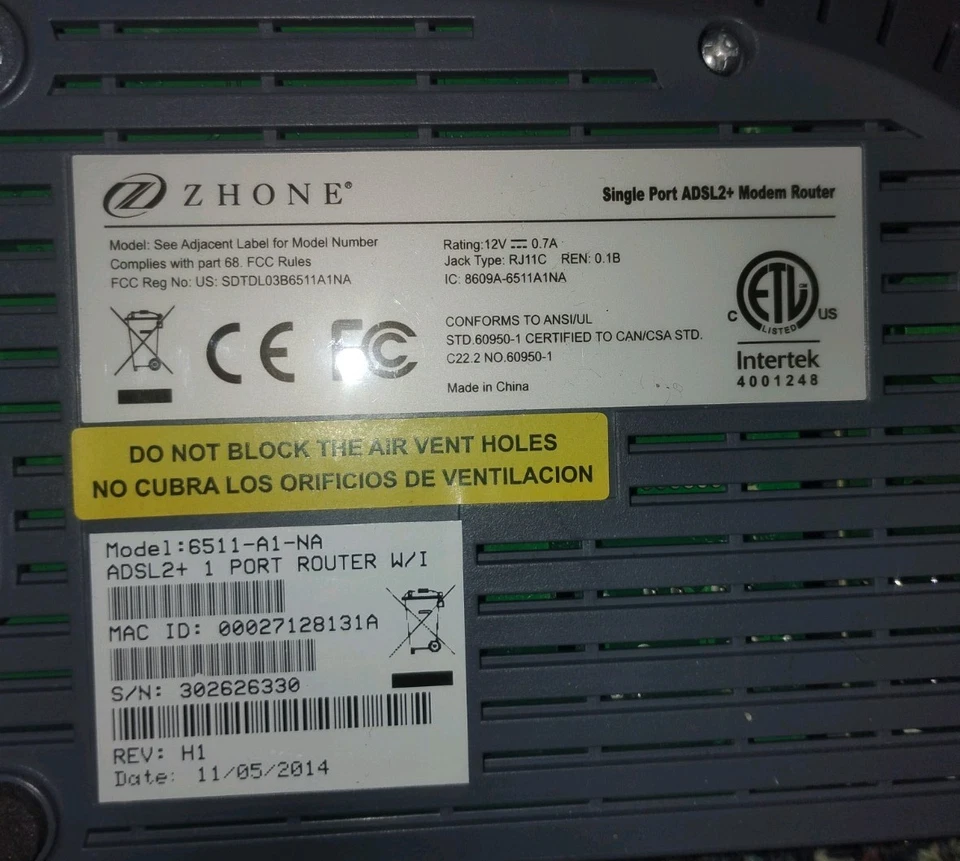 ZHONE®
Single Port ADSL2+ Modem Router
Model: See Adjacent Label for Model Number
Complies with part 68. FCC Rules
FCC Reg No: US: SDTDL03B6511A1NA
Rating:12V ⎓ 0.7A
Jack Type: RJ11C REN: 0.1B
IC: 8609A-6511A1NA
CE FC
CONFORMS TO ANSI/UL
STD.60950-1 CERTIFIED TO CAN/CSA STD.
C22.2 NO.60950-1
Made in China
ETL
CM
C LISTED US
Intertek
4001248
DO NOT BLOCK THE AIR VENT HOLES
NO CUBRA LOS ORIFICIOS DE VENTILACION
Model:6511-A1-NA
ADSL2+ 1 PORT ROUTER W/I
MAC ID: 00027128131A
S/N: 302626330
REV: H1
Date: 11/05/2014